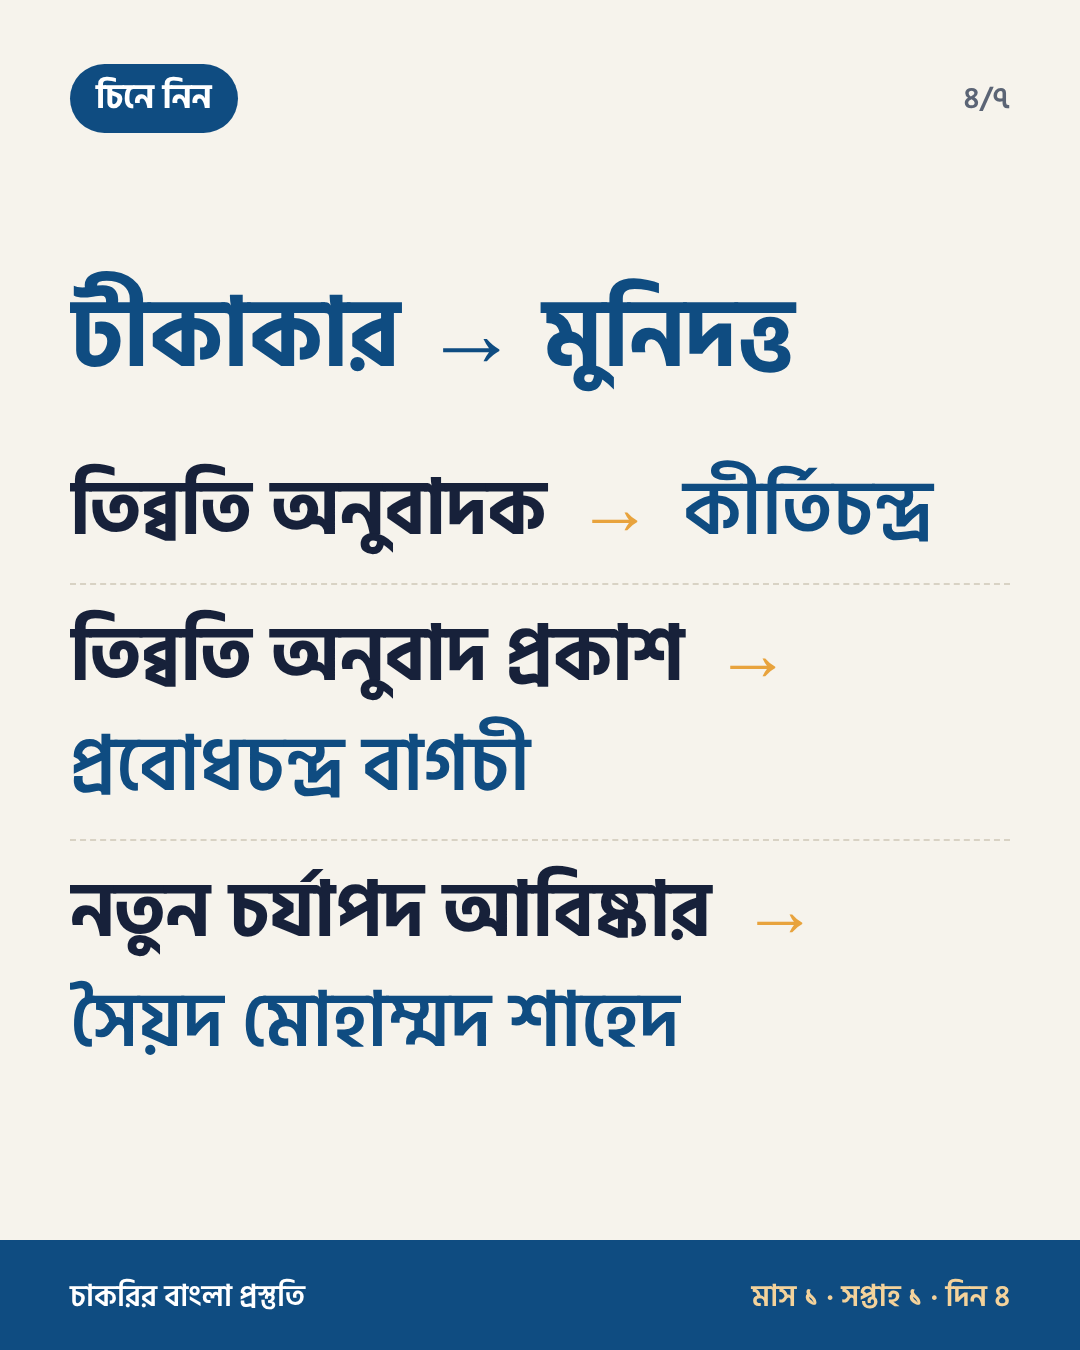 চিনে নিন
৪/৭
টীকাকার → মুনিদত্ত
তিব্বতি অনুবাদক → কীর্তিচন্দ্র
তিব্বতি অনুবাদ প্রকাশ →
প্রবোধচন্দ্র বাগচী
নতুন চর্যাপদ আবিষ্কার →
সৈয়দ মোহাম্মদ শাহেদ
চাকরির বাংলা প্রস্তুতি
মাস ১ · সপ্তাহ ১ · দিন ৪